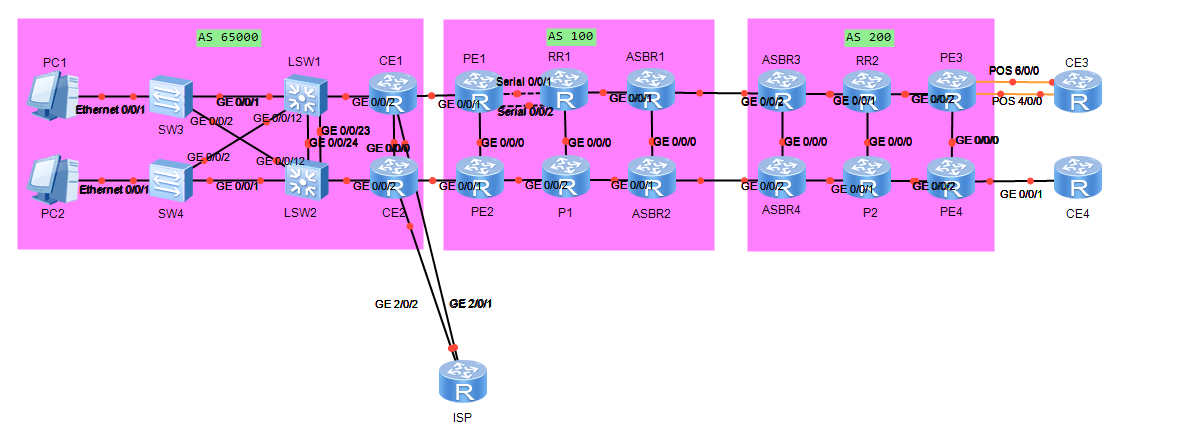 AS 65000
AS 100
AS 200
PC1
LSW1
CE1
PE1
RR1
ASBR1
ASBR3
RR2
PE3
CE3
POS 6/0/0
Serial 0/0/1
Ethernet 0/0/1
GE 0/0/1
GE 0/0/2
GE 0/0/1
GE 0/0/1
GE 0/0/2
GE 0/0/1
GE 0/0/2
POS 4/0/0
Serial 0/0/2
SW3
GE 0/0/2
GE 0/0/12
GE 0/0/23
GE 0/0/24
GE 0/0/0
GE 0/0/0
GE 0/0/0
GE 0/0/0
GE 0/0/0
GE 0/0/0
GE 0/0/0
GE 0/0/2
GE 0/0/12
Ethernet 0/0/1
GE 0/0/1
GE 0/0/2
GE 0/0/1
GE 0/0/2
GE 0/0/1
GE 0/0/2
GE 0/0/1
GE 0/0/2
GE 0/0/1
PC2
SW4
LSW2
CE2
PE2
P1
ASBR2
ASBR4
P2
PE4
CE4
GE 2/0/2
GE 2/0/1
ISP